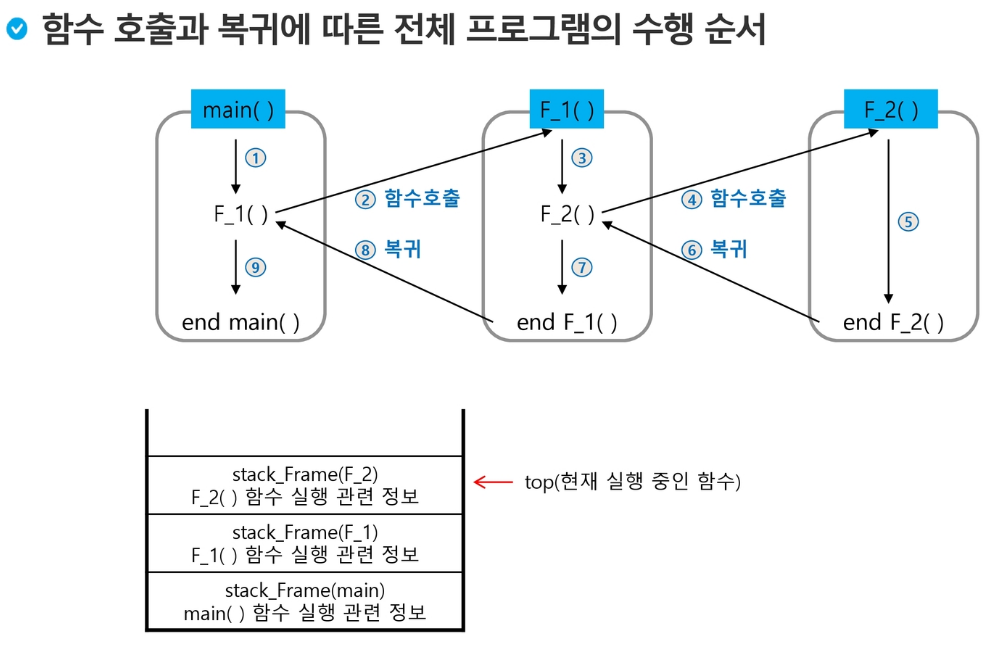 함수 호출과 복귀에 따른 전체 프로그램의 수행 순서
main( )
F_1( )
F_2( )
①
③
② 함수호출
④ 함수호출
F_1( )
F_2( )
⑤
⑧ 복귀
⑥ 복귀
⑨
⑦
end main( )
end F_1( )
end F_2( )
stack_Frame(F_2)
F_2( ) 함수 실행 관련 정보
top(현재 실행 중인 함수)
stack_Frame(F_1)
F_1( ) 함수 실행 관련 정보
stack_Frame(main)
main( ) 함수 실행 관련 정보